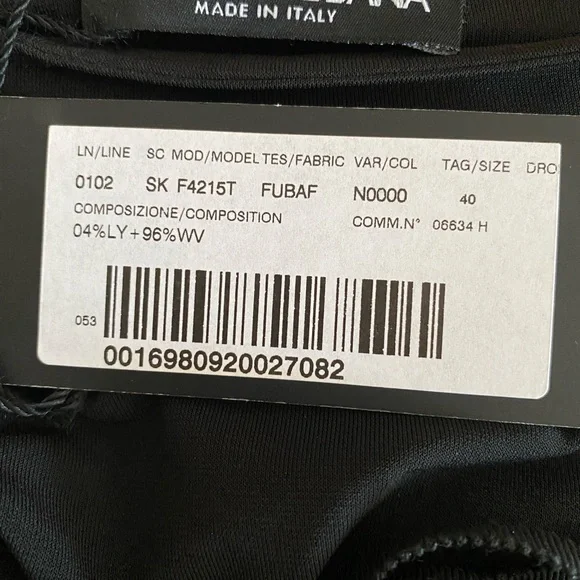 MADE IN ITALY
LN/LINE SC MOD/MODEL TES/FABRIC VAR/COL TAG/SIZE DRO
0102 SK F4215T FUBAF N0000 40
COMPOSIZIONE/COMPOSITION COMM.N° 06634 H
04%LY+96%WV
053
0016980920027082